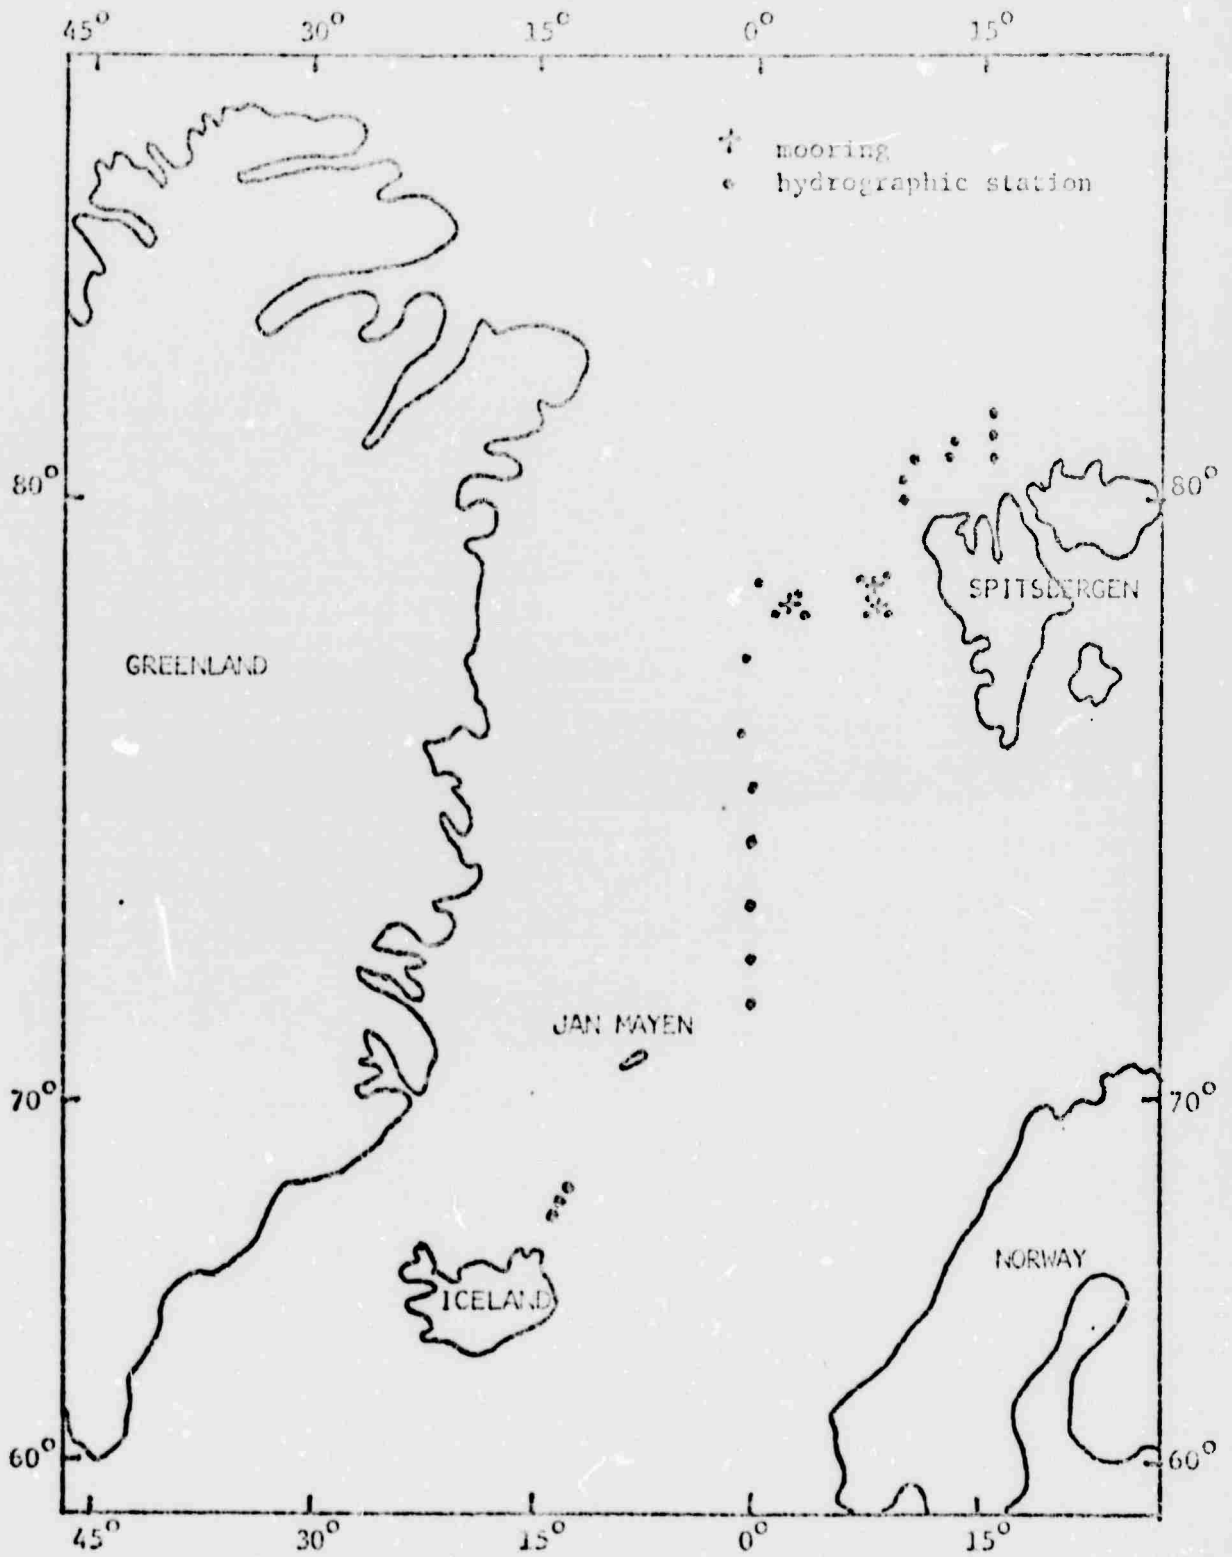 45° 30° 15° 0° 15°
mooring
hydrographic station
80° 80°
SPITSBERGEN
GREENLAND
JAN MAYEN
70° 70°
NORWAY
ICELAND
60° 60°
45° 30° 15° 0° 15°